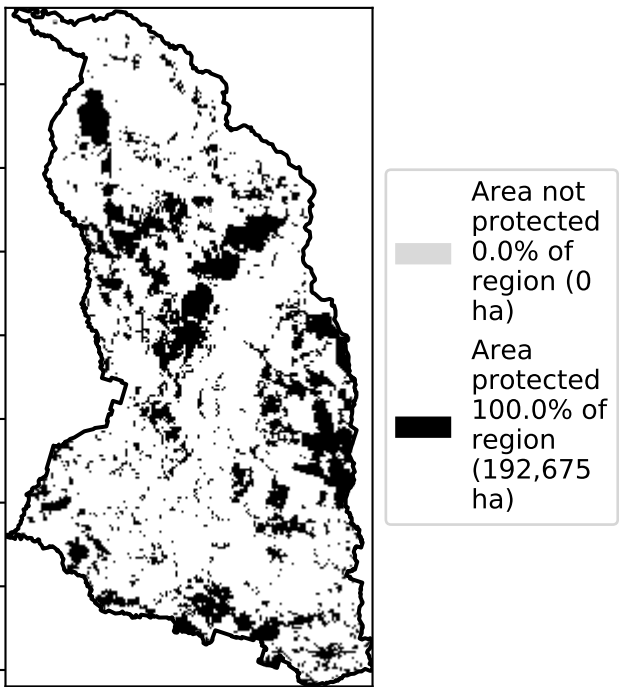 Area not
protected
0.0% of
region (0
ha)
Area
protected
100.0% of
region
(192,675
ha)